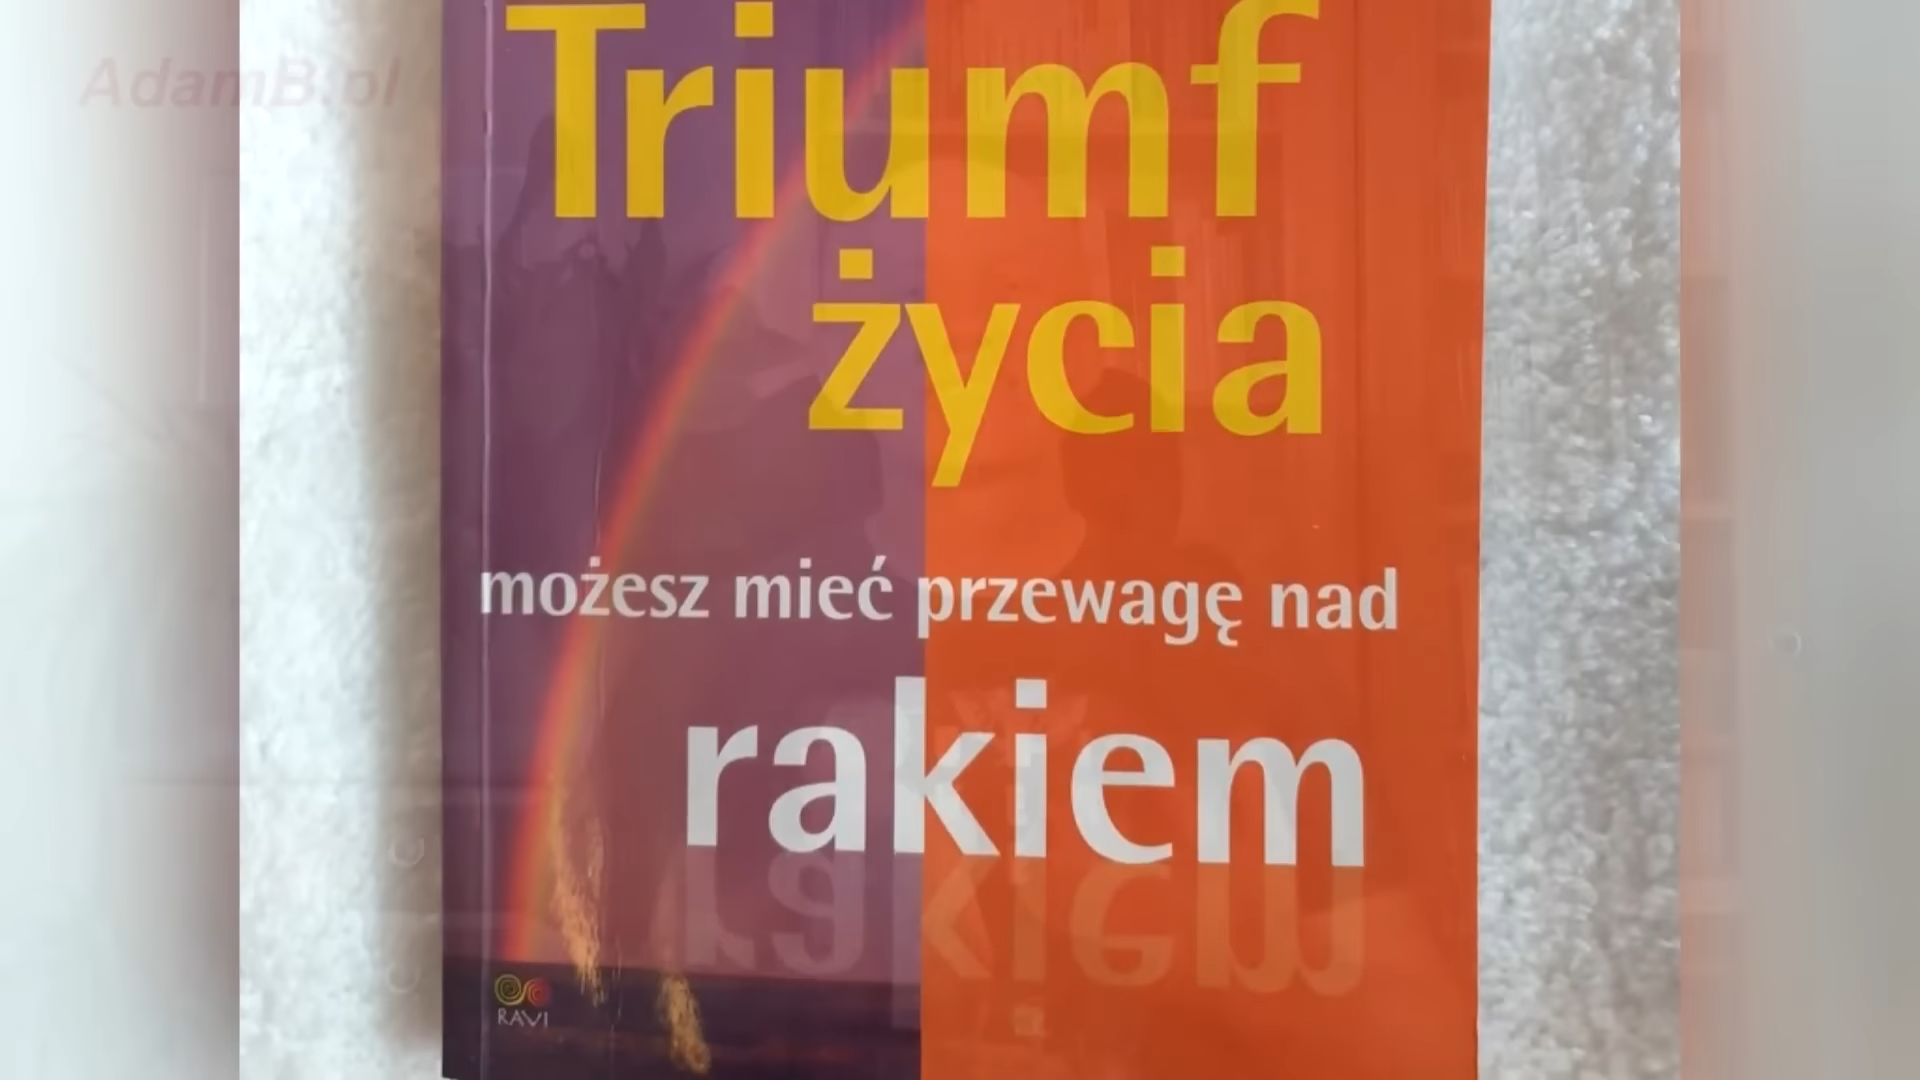 AdamB.pl
Triumf
życia
możesz mieć przewagę nad
rakiem
RAVI